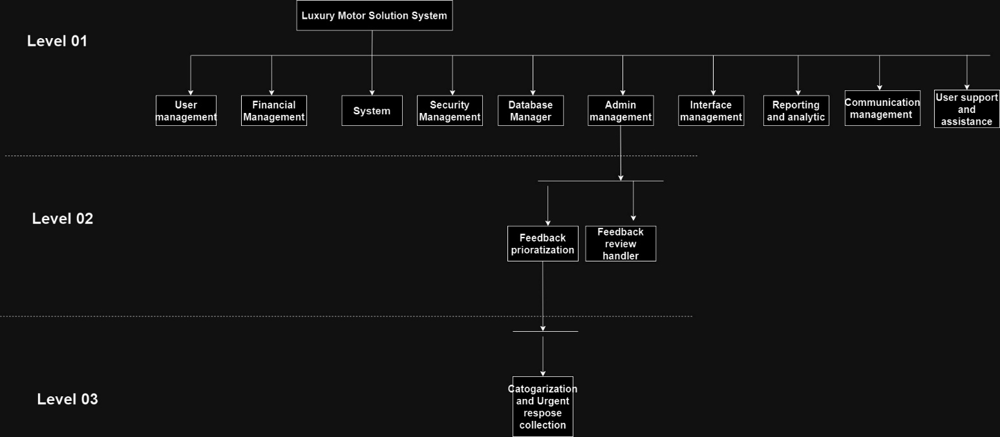 Luxury Motor Solution System
Level 01
User
management
Financial
Management
System
Security
Management
Database
Manager
Admin
management
Interface
management
Reporting
and analytic
Communication
management
User support
and
assistance
Level 02
Feedback
prioratization
Feedback
review
handler
Level 03
Catogarization
and Urgent
respose
collection